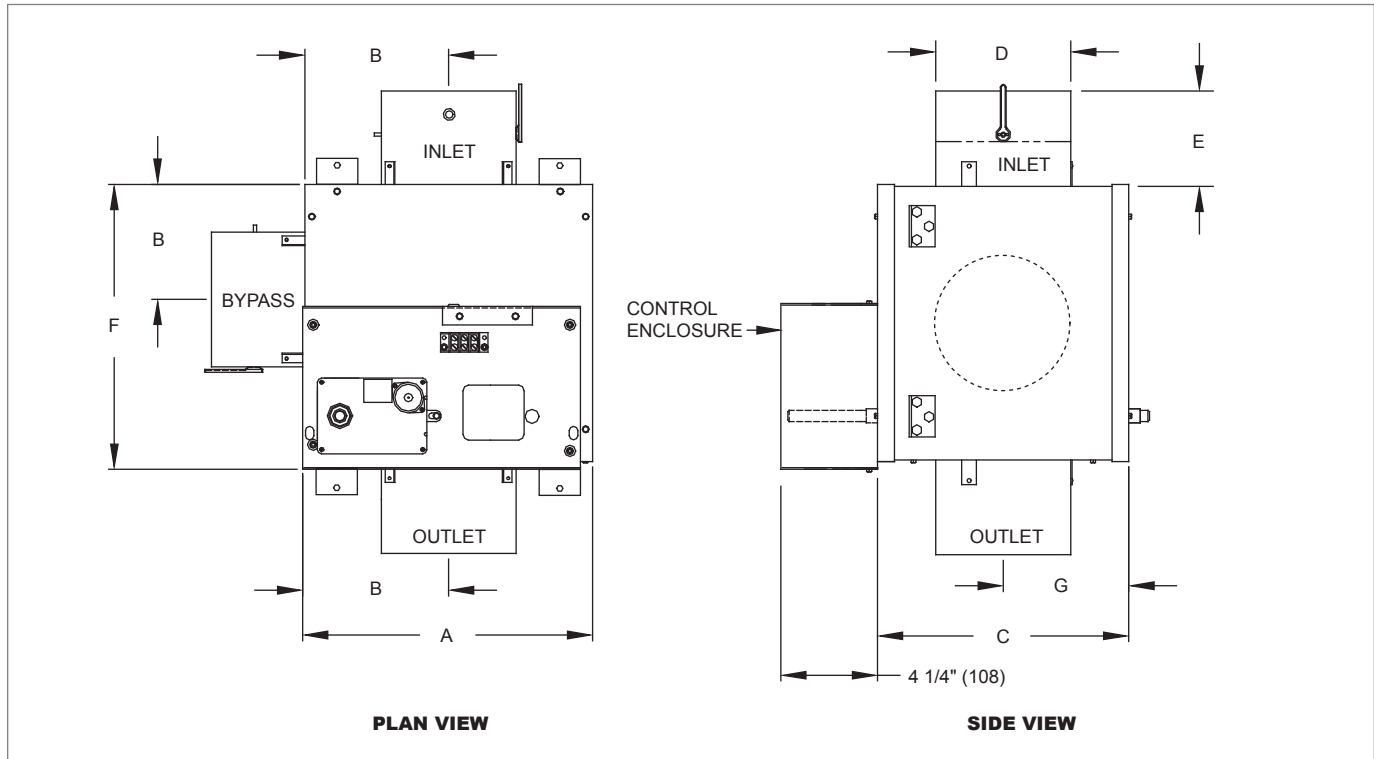 B
D
INLET
E
INLET
B
BYPASS
F
CONTROL
ENCLOSURE
OUTLET
OUTLET
B
G
A
C
4 1/4" (108)
PLAN VIEW
SIDE VIEW